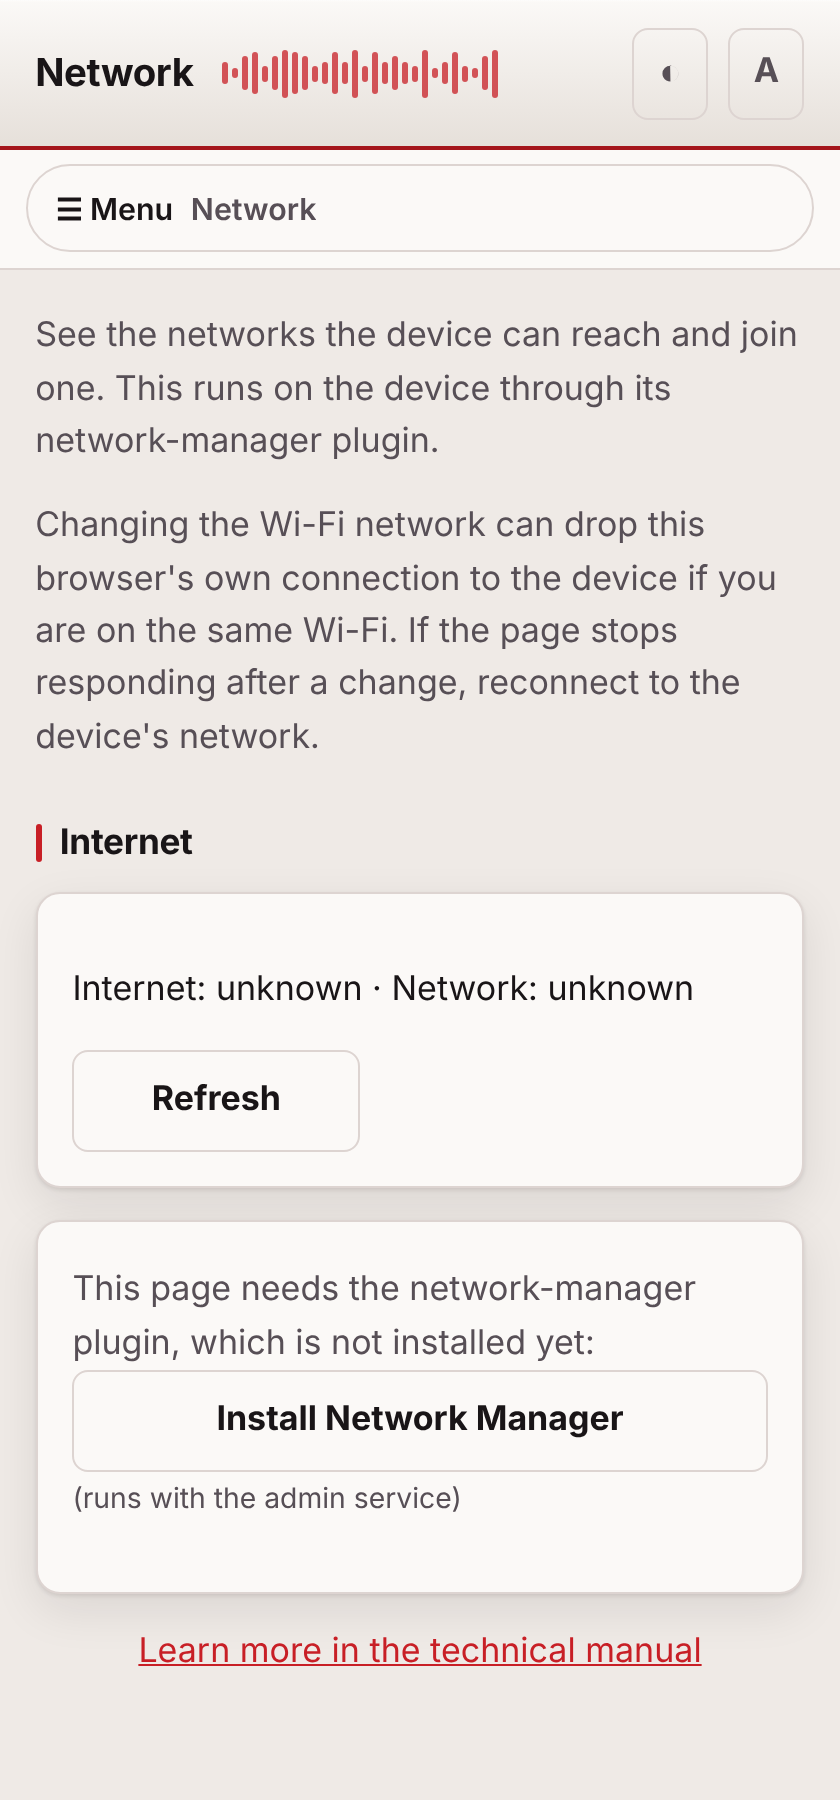 Network
A
☰ Menu Network
See the networks the device can reach and join
one. This runs on the device through its
network-manager plugin.
Changing the Wi-Fi network can drop this
browser's own connection to the device if you
are on the same Wi-Fi. If the page stops
responding after a change, reconnect to the
device's network.
Internet
Internet: unknown · Network: unknown
Refresh
This page needs the network-manager
plugin, which is not installed yet:
Install Network Manager
(runs with the admin service)
Learn more in the technical manual